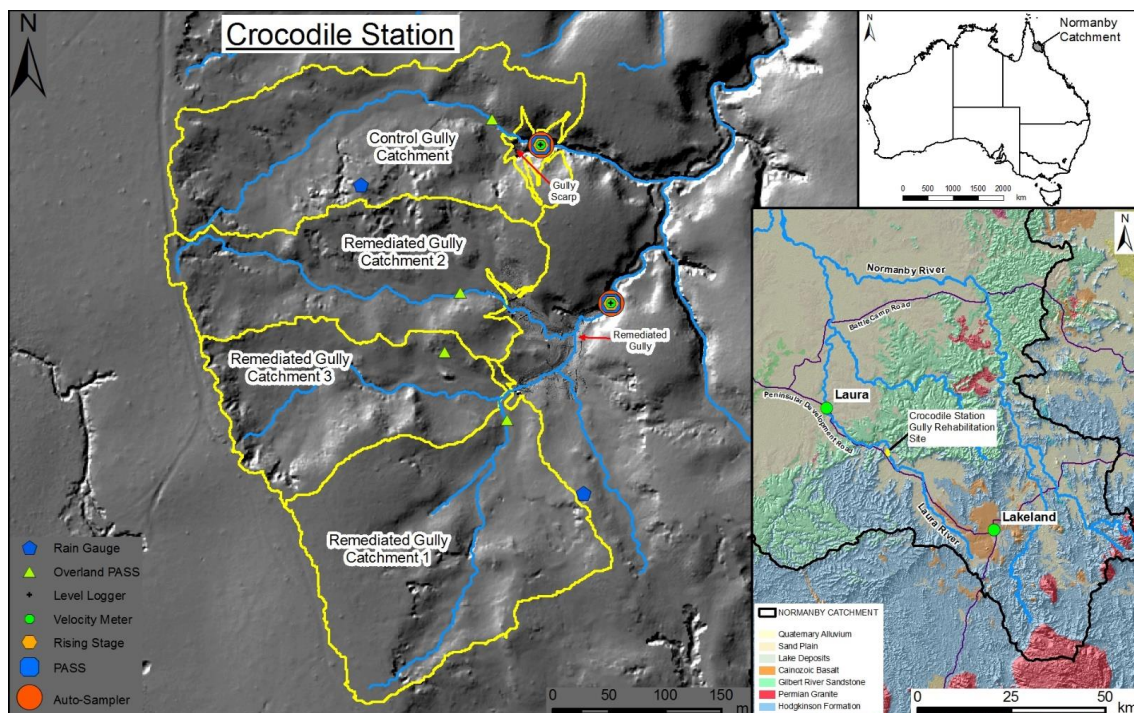 Crocodile Station
N
Control Gully
Catchment
Gully
Scarp
Remediated Gully
Catchment 2
Remediated
Gully
Remediated Gully
Catchment 3
Remediated Gully
Catchment 1
Rain Gauge
Overland PASS
Level Logger
Velocity Meter
Rising Stage
PASS
Auto-Sampler
0 50 100 150
m
N
Normanby
Catchment
0 500 1000 1500 2000
km
N
Normanby River
Battle Camp Road
Laura
Peninsular Development Road
Crocodile Station
Gully Rehabilitation
Site
Laura River
Lakeland
NORMANBY CATCHMENT
Quaternary Alluvium
Sand Plain
Lake Deposits
Cainozoic Basalt
Gilbert River Sandstone
Permian Granite
Hodgkinson Formation
0 25 50
km